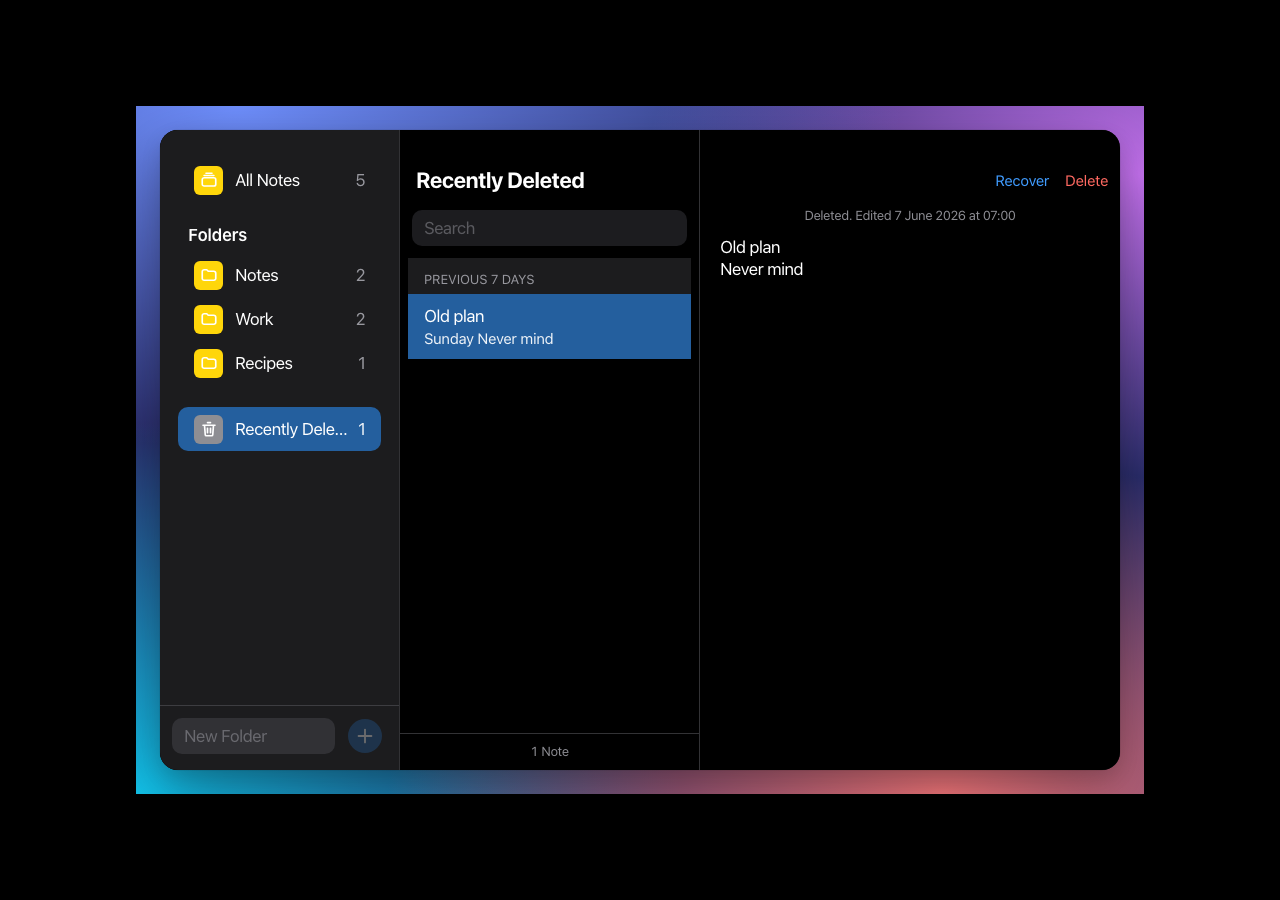 All Notes 5
Folders
Notes 2
Work 2
Recipes 1
Recently Dele... 1
New Folder
Recently Deleted
Search
PREVIOUS 7 DAYS
Old plan
Sunday Never mind
1 Note
Recover Delete
Deleted. Edited 7 June 2026 at 07:00
Old plan
Never mind